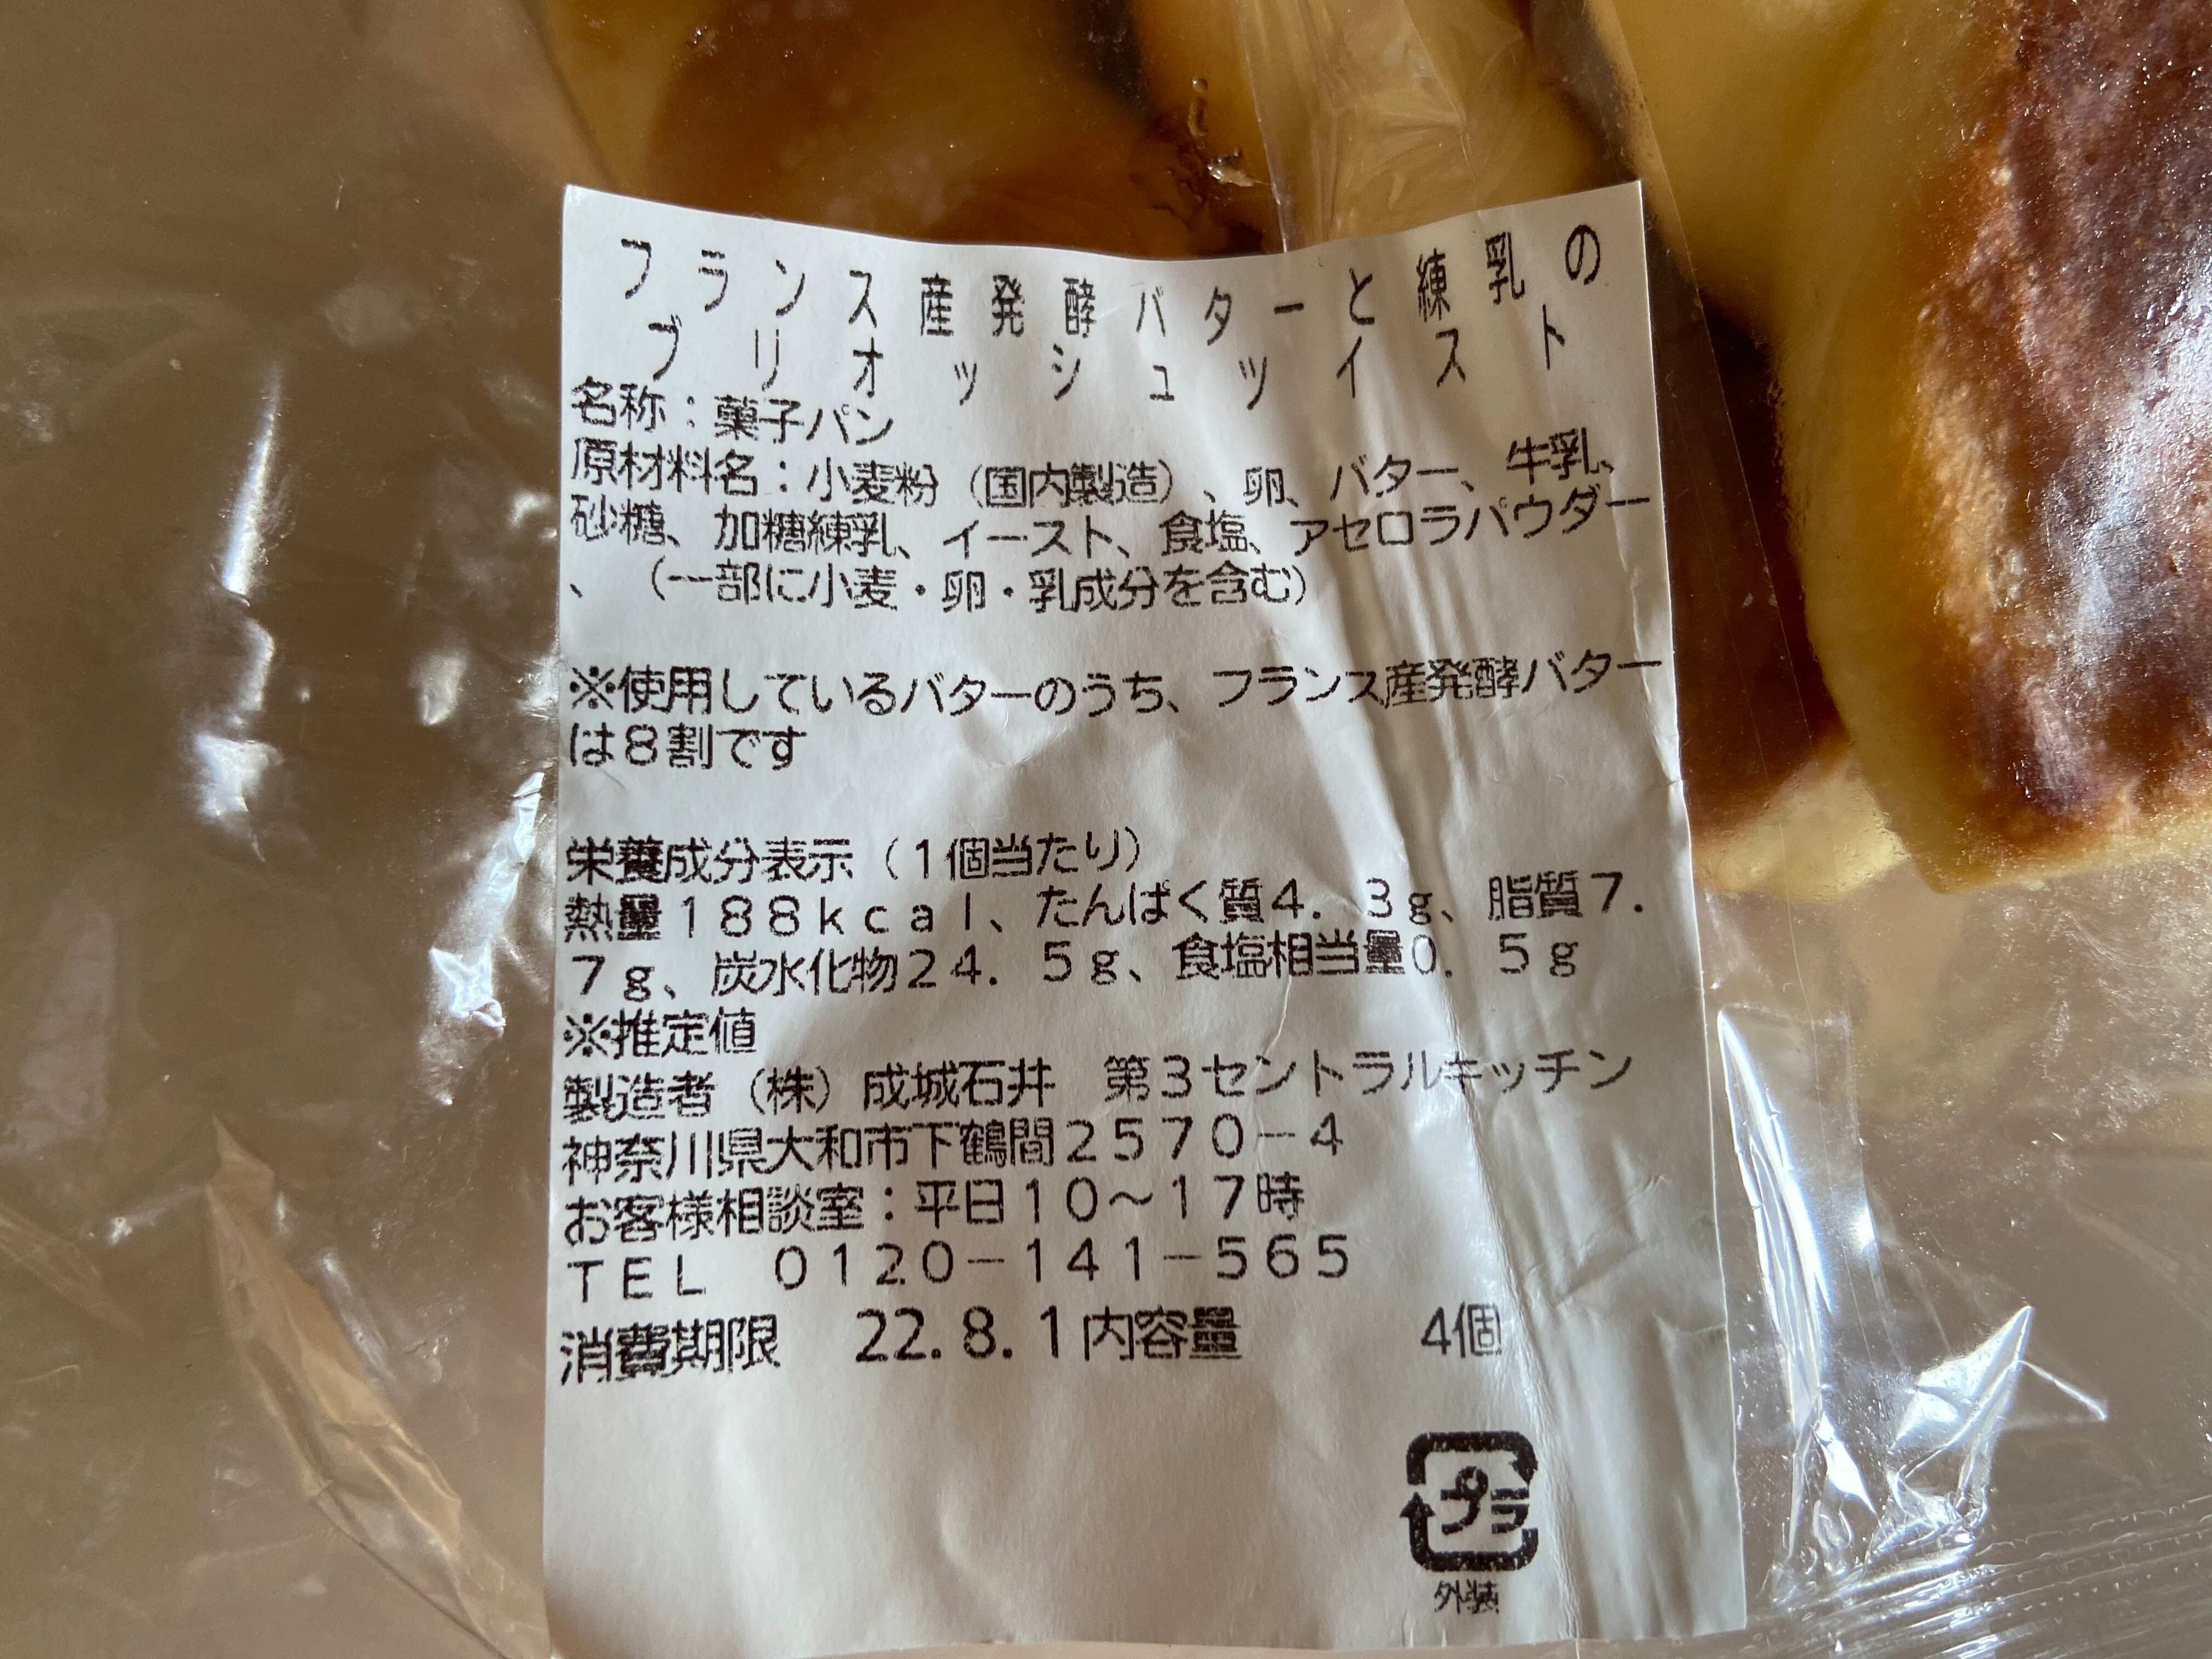 フランス産発酵バターと練乳の
ブリオッシュツイスト
名称：菓子パン
原材料名：小麦粉（国内製造）、卵、バター、牛乳、
砂糖、加糖練乳、イースト、食塩、アセロラパウダー
、（一部に小麦・卵・乳成分を含む）
※使用しているバターのうち、フランス産発酵バター
は８割です
栄養成分表示（１個当たり）
熱量１８８ｋｃａｌ、たんぱく質４．３ｇ、脂質７．
７ｇ、炭水化物２４．５ｇ、食塩相当量０．５ｇ
※推定値
製造者（株）成城石井　第３セントラルキッチン
神奈川県大和市下鶴間２５７０－４
お客様相談室：平日１０～１７時
ＴＥＬ　０１２０－１４１－５６５
消費期限　22.8.1内容量　4個
プラ
外装